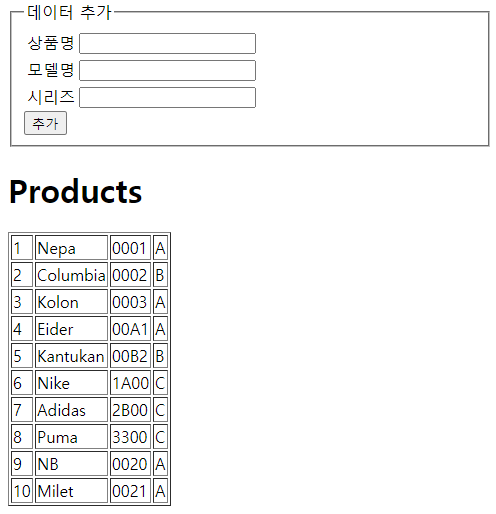 데이터 추가
상품명
모델명
시리즈
추가
Products
1 Nepa 0001 A
2 Columbia 0002 B
3 Kolon 0003 A
4 Eider 00A1 A
5 Kantukan 00B2 B
6 Nike 1A00 C
7 Adidas 2B00 C
8 Puma 3300 C
9 NB 0020 A
10 Milet 0021 A